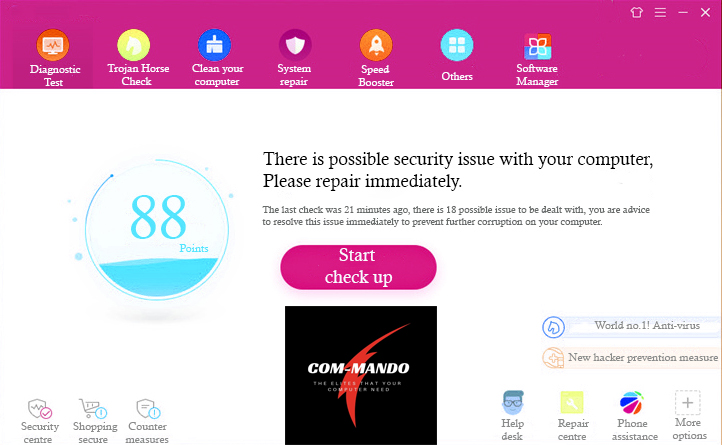 Diagnostic
Test
Trojan Horse
Check
Clean your
computer
System
repair
Speed
Booster
Others
Software
Manager
There is possible security issue with your computer,
Please repair immediately.
88
Points
The last check was 21 minutes ago, there is 18 possible issue to be dealt with, you are advice
to resolve this issue immediately to prevent further corruption on your computer.
Start
check up
COM-MANDO
THE ELITES THAT YOUR
COMPUTER NEED
World no.1! Anti-virus
New hacker prevention measure
Security
centre
Shopping
secure
Counter
measures
Help
desk
Repair
centre
Phone
assistance
More
options